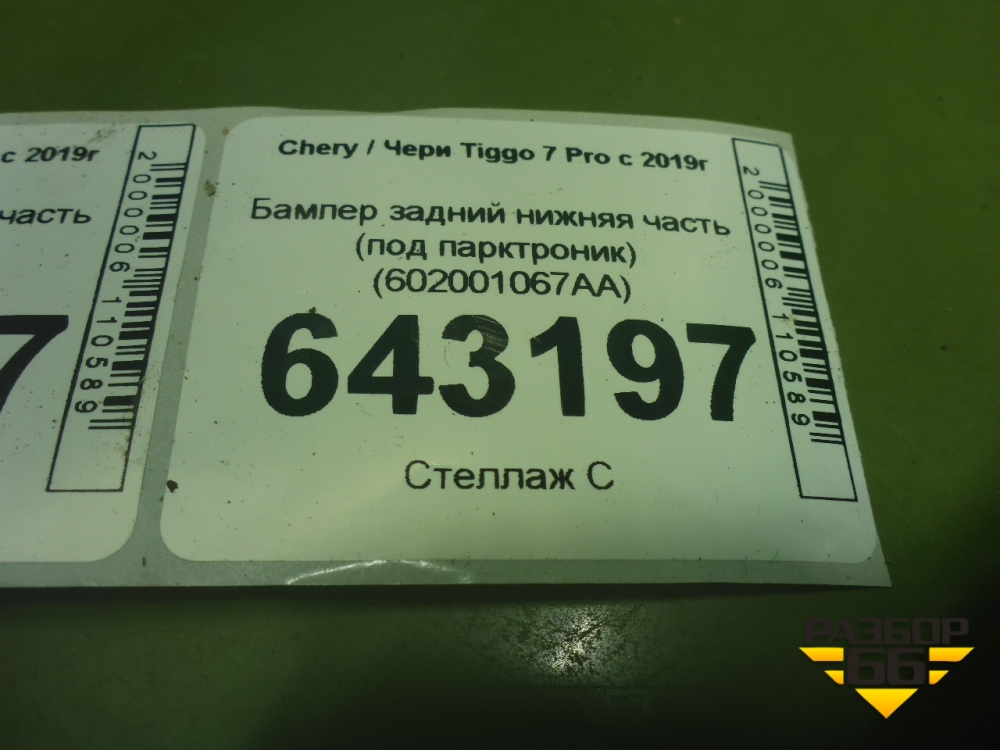 с 2019г
часть
7
2000006110589
Chery / Чери Tiggo 7 Pro с 2019г
Бампер задний нижняя часть
(под парктроник)
(602001067AA)
643197
Стеллаж С
2000006110589
РАЗБОР
66